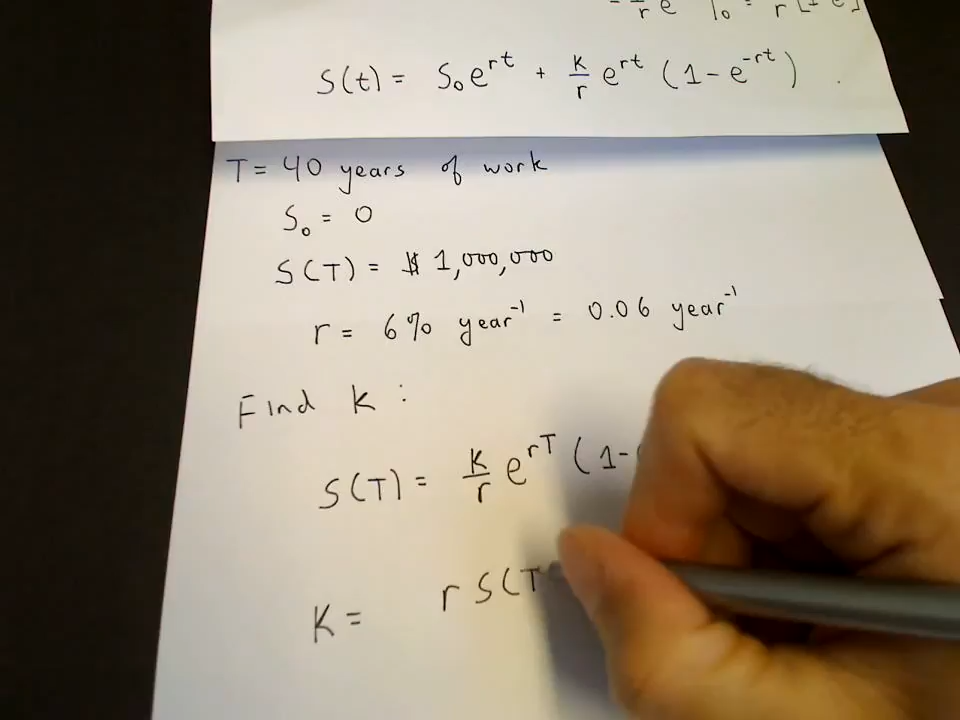 S(t) = S₀e^{rt} + k/r e^{rt} (1 - e^{-rt})
T = 40 years of work
S₀ = 0
S(T) = $ 1,000,000
r = 6% year⁻¹ = 0.06 year⁻¹
Find k :
S(T) = k/r e^{rT} (1-
K = r S(T